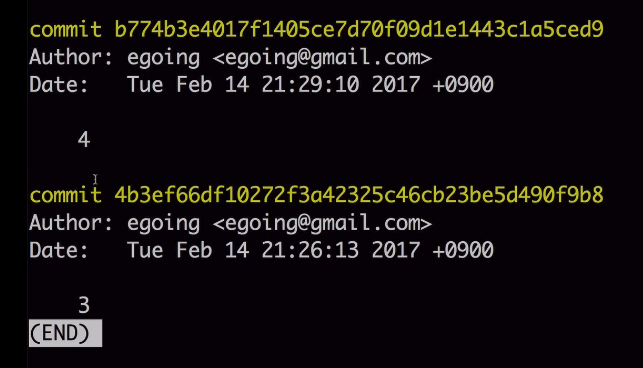 commit b774b3e4017f1405ce7d70f09d1e1443c1a5ced9
Author: egoing <egoing@gmail.com>
Date:   Tue Feb 14 21:29:10 2017 +0900
4
commit 4b3ef66df10272f3a42325c46cb23be5d490f9b8
Author: egoing <egoing@gmail.com>
Date:   Tue Feb 14 21:26:13 2017 +0900
3
(END)